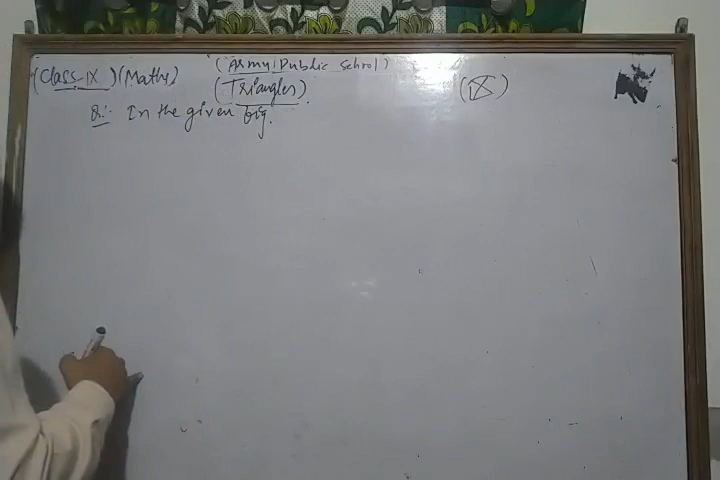 (Army Public School)
(Class IX) (Maths)
(Triangles)
(IX)
Q:- In the given fig.